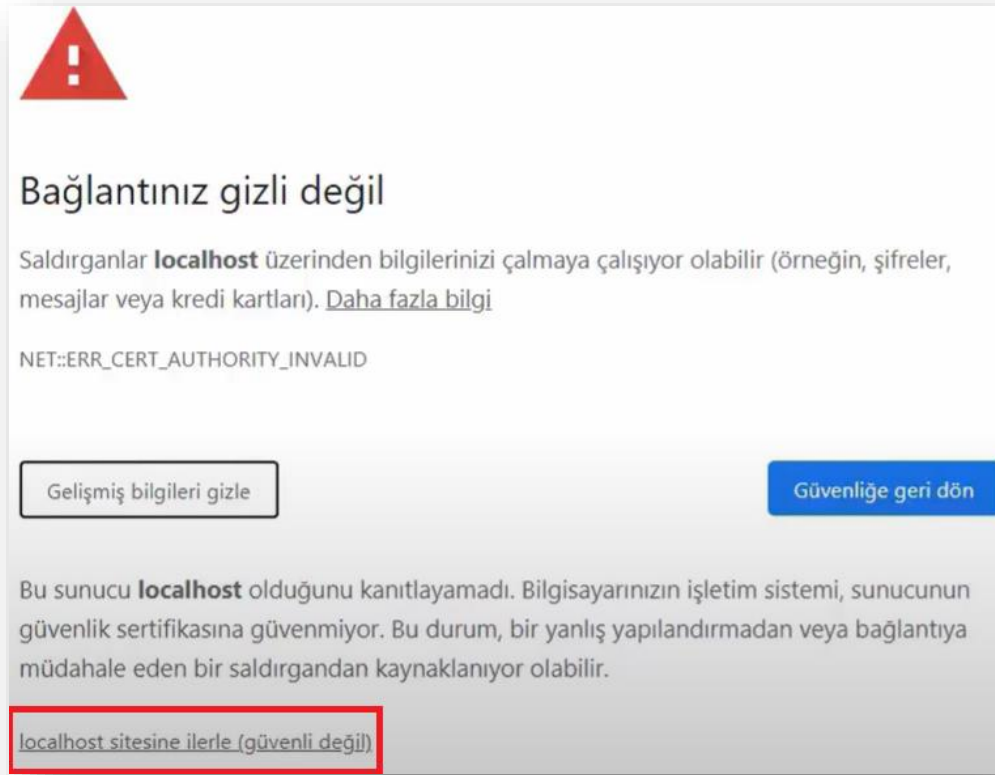 !
Bağlantınız gizli değil
Saldırganlar localhost üzerinden bilgilerinizi çalmaya çalışıyor olabilir (örneğin, şifreler,
mesajlar veya kredi kartları). Daha fazla bilgi
NET::ERR_CERT_AUTHORITY_INVALID
Gelişmiş bilgileri gizle
Güvenliğe geri dön
Bu sunucu localhost olduğunu kanıtlayamadı. Bilgisayarınızın işletim sistemi, sunucunun
güvenlik sertifikasına güvenmiyor. Bu durum, bir yanlış yapılandırmadan veya bağlantıya
müdahale eden bir saldırgandan kaynaklanıyor olabilir.
localhost sitesine ilerle (güvenli değil)